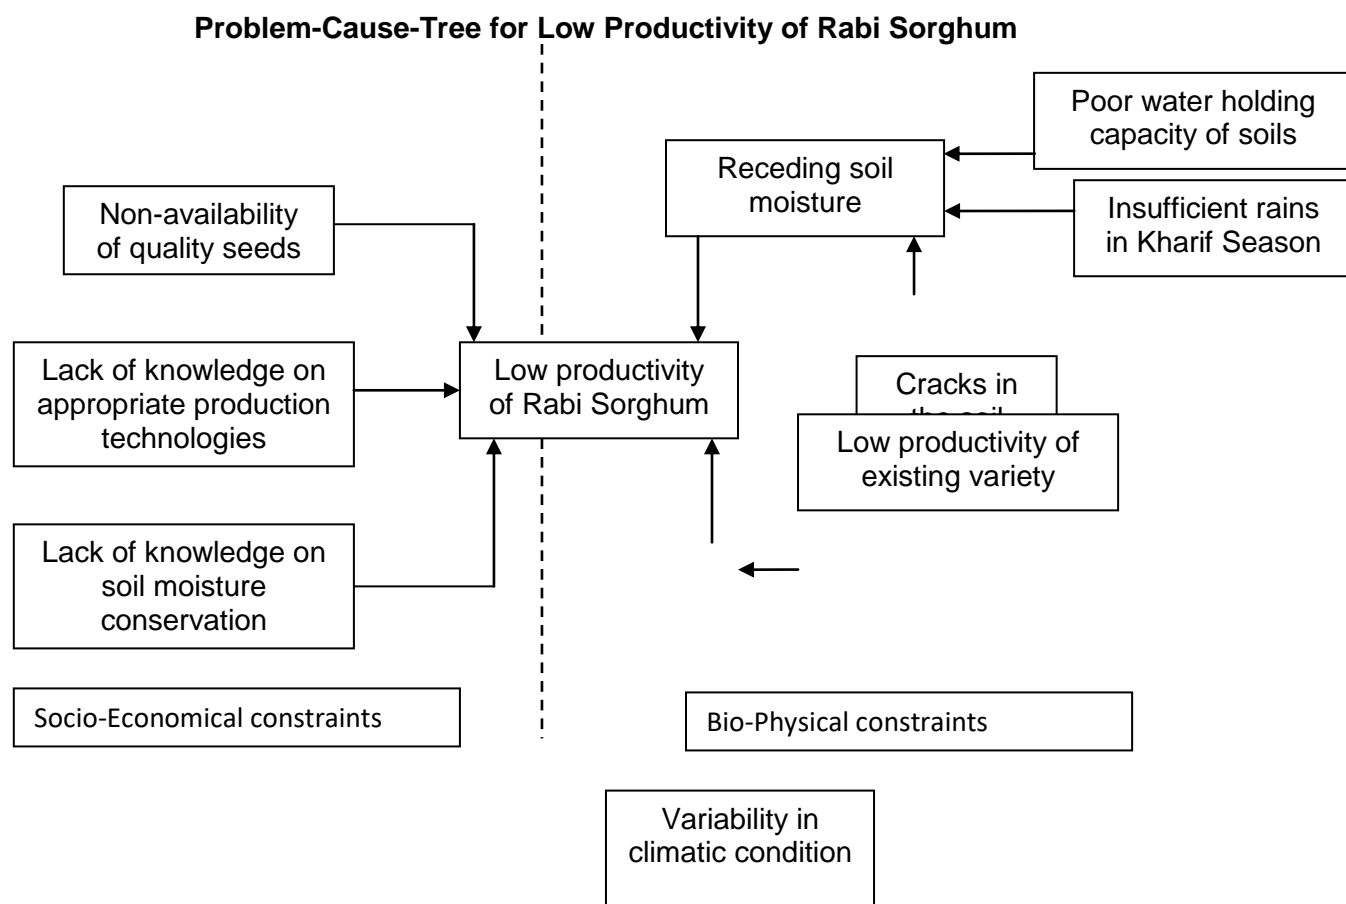 Problem-Cause-Tree for Low Productivity of Rabi Sorghum
Poor water holding
capacity of soils
Receding soil
moisture
Insufficient rains
in Kharif Season
Non-availability
of quality seeds
Lack of knowledge on
appropriate production
technologies
Low productivity
of Rabi Sorghum
Cracks in
the soil
Low productivity of
existing variety
Lack of knowledge on
soil moisture
conservation
Socio-Economical constraints
Bio-Physical constraints
Variability in
climatic condition